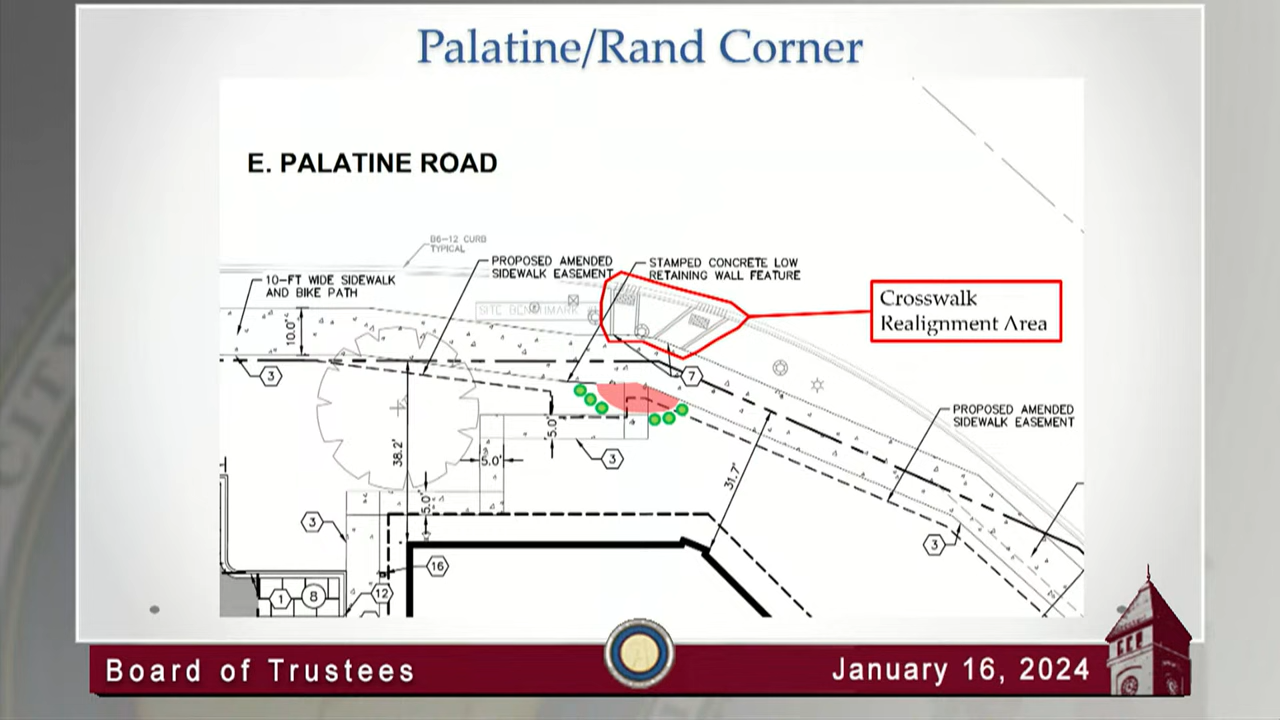 Palatine/Rand Corner
E. PALATINE ROAD
B6-12 CURB
TYPICAL
10-FT WIDE SIDEWALK
AND BIKE PATH
PROPOSED AMENDED
SIDEWALK EASEMENT
STAMPED CONCRETE LOW
RETAINING WALL FEATURE
Crosswalk
Realignment Area
SITE BENCHMARK
10.0'
3
7
PROPOSED AMENDED
SIDEWALK EASEMENT
38.2'
5.0'
5.0'
3
31.7'
5.0'
3
3
16
1
8
12
Board of Trustees
January 16, 2024